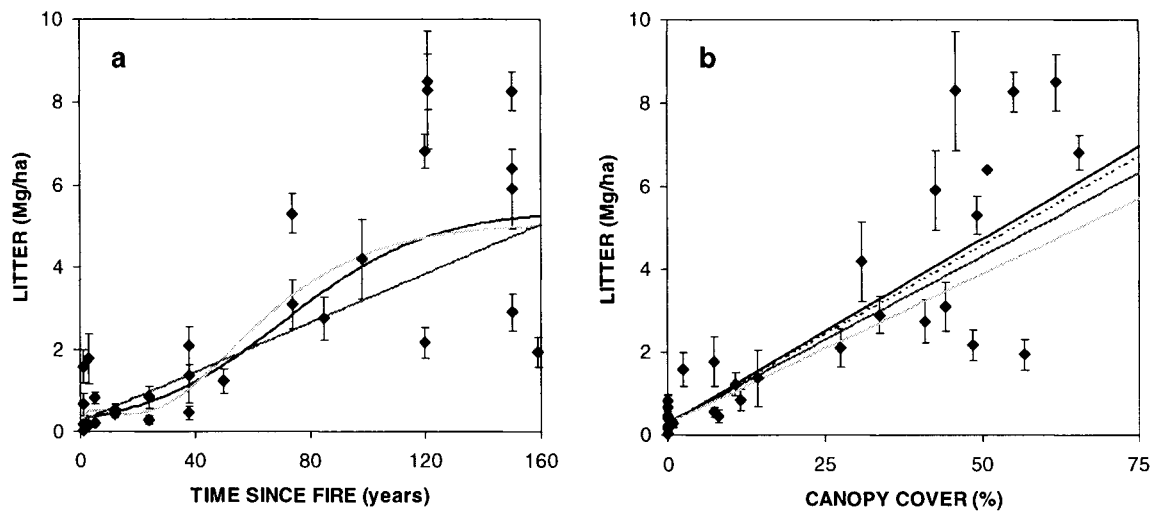 a
10
8
6
4
2
0
LITTER (Mg/ha)
0 40 80 120 160
TIME SINCE FIRE (years)
b
10
8
6
4
2
0
LITTER (Mg/ha)
0 25 50 75
CANOPY COVER (%)